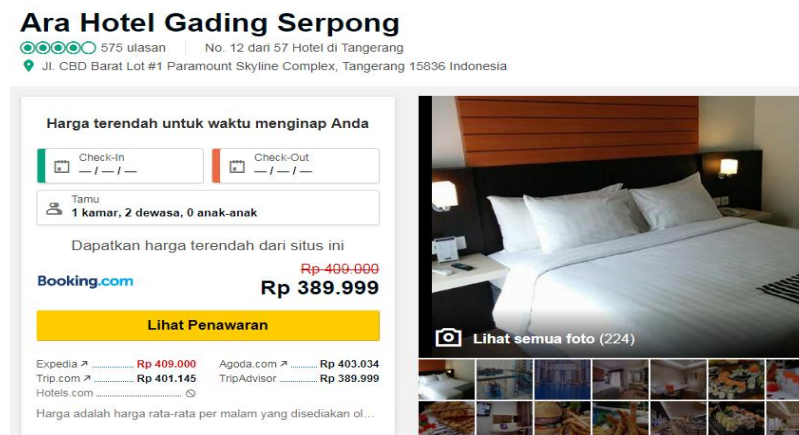 Ara Hotel Gading Serpong
575 ulasan No. 12 dari 57 Hotel di Tangerang
Jl. CBD Barat Lot #1 Paramount Skyline Complex, Tangerang 15836 Indonesia
Harga terendah untuk waktu menginap Anda
Check-In
— / — / —
Check-Out
— / — / —
Tamu
1 kamar, 2 dewasa, 0 anak-anak
Dapatkan harga terendah dari situs ini
Booking.com
Rp 409.000
Rp 389.999
Lihat Penawaran
Expedia ↗ Rp 409.000 Agoda.com ↗ Rp 403.034
Trip.com ↗ Rp 401.145 TripAdvisor Rp 389.999
Hotels.com
Harga adalah harga rata-rata per malam yang disediakan ol...
Lihat semua foto (224)